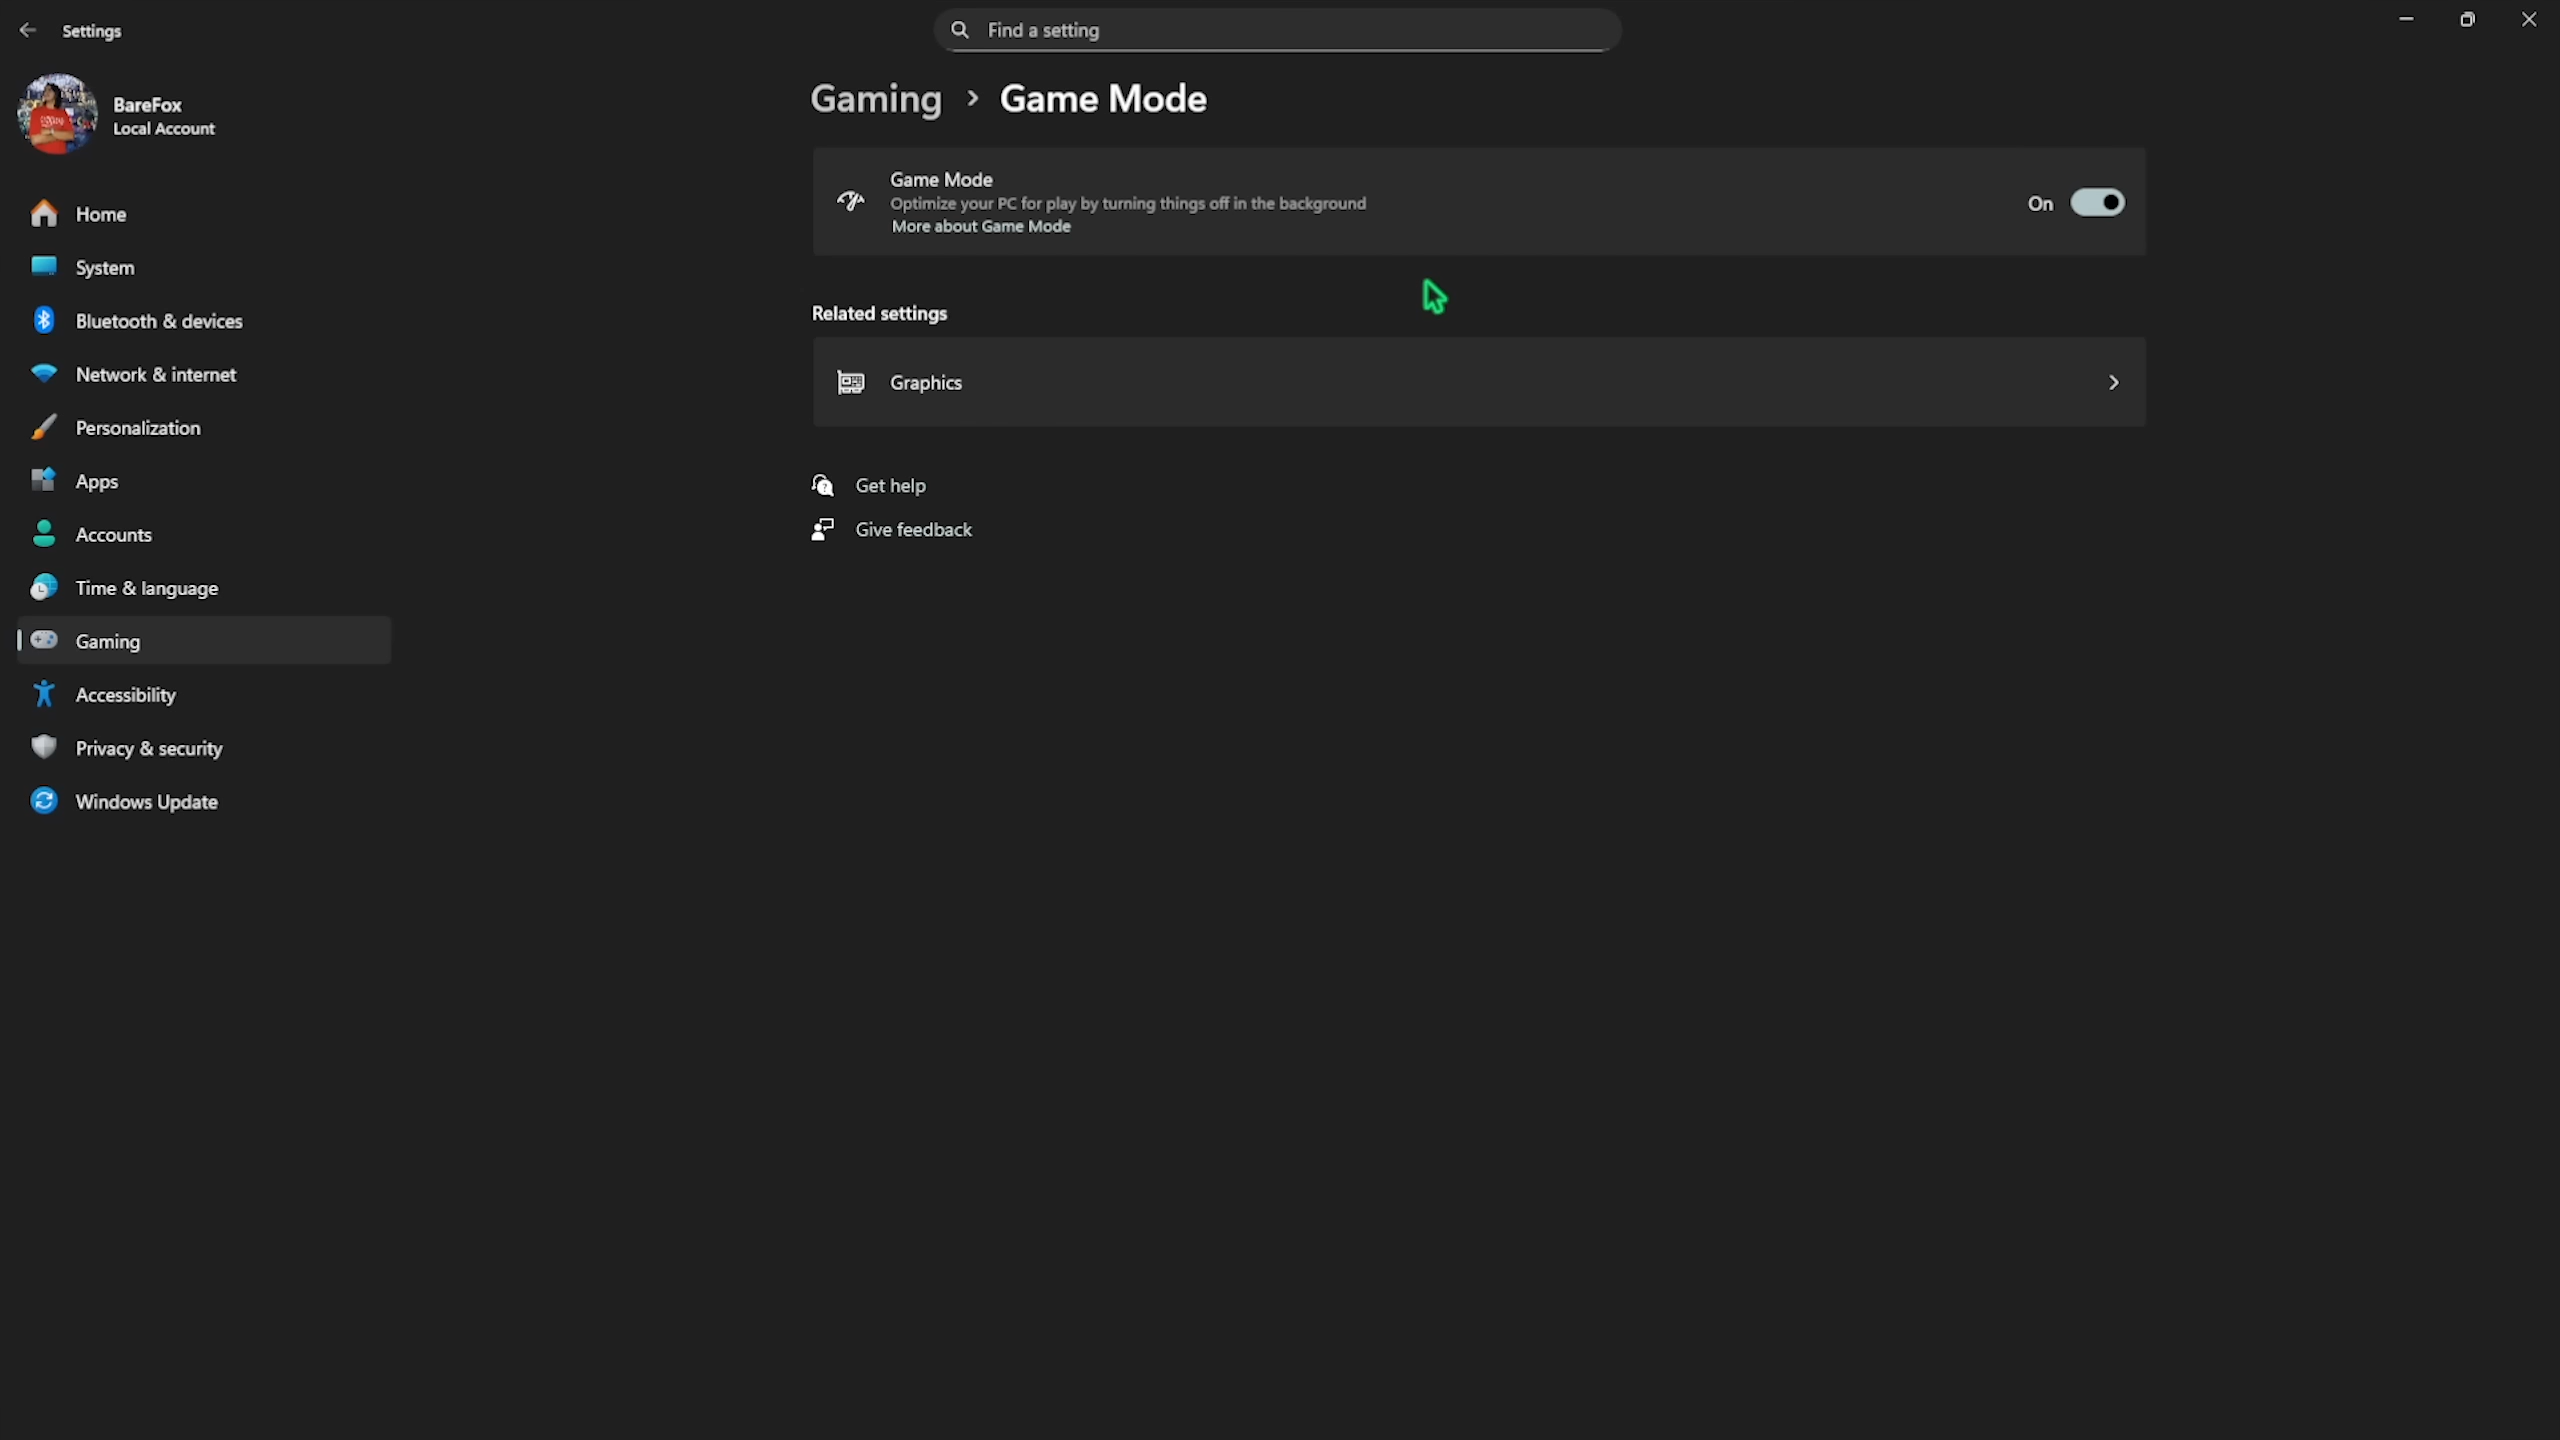 Settings
Find a setting
BareFox
Local Account
Home
System
Bluetooth & devices
Network & internet
Personalization
Apps
Accounts
Time & language
Gaming
Accessibility
Privacy & security
Windows Update
Gaming > Game Mode
Game Mode
Optimize your PC for play by turning things off in the background
More about Game Mode
On
Related settings
Graphics
Get help
Give feedback